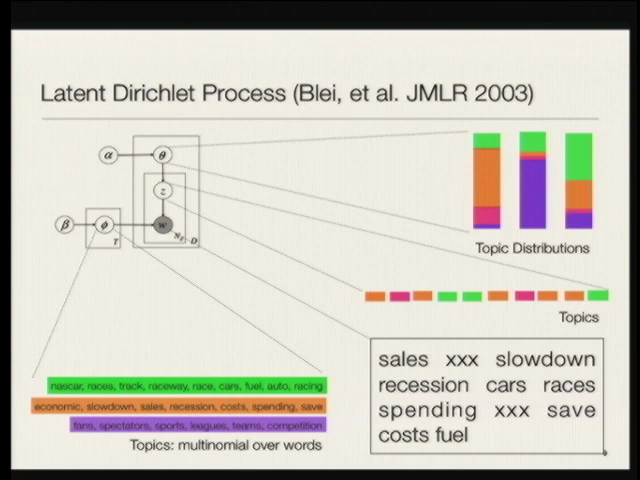 Latent Dirichlet Process (Blei, et al. JMLR 2003)
α
θ
z
β
ϕ
w
T
N_d
D
Topic Distributions
Topics
nascar, races, track, raceway, race, cars, fuel, auto, racing
economic, slowdown, sales, recession, costs, spending, save
fans, spectators, sports, leagues, teams, competition
Topics: multinomial over words
sales xxx slowdown
recession cars races
spending xxx save
costs fuel